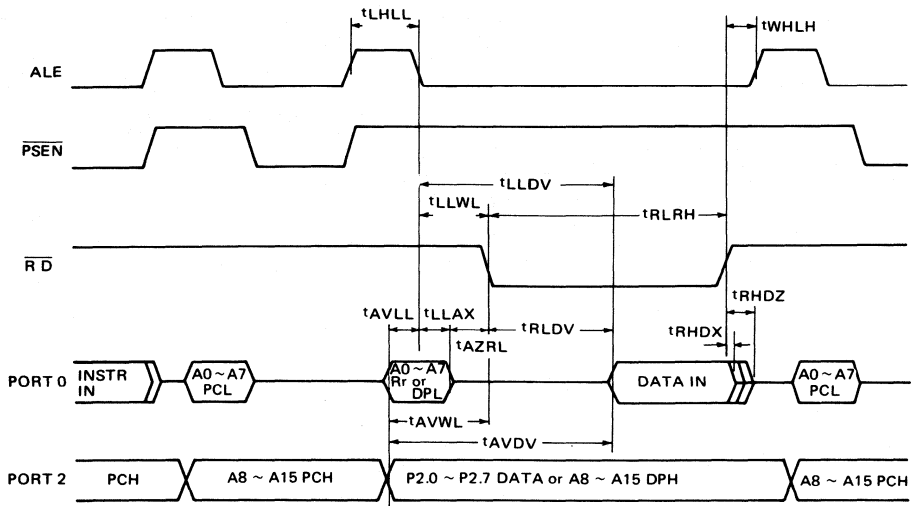 tLHLL
tWHLH
ALE
PSEN
tLLDV
tLLWL
tRLRH
RD
tRHDZ
tAVLL
tLLAX
tRLDV
tRHDX
tAZRL
PORT 0
INSTR
IN
A0~A7
PCL
A0~A7
Rr or
DPL
DATA IN
A0~A7
PCL
tAVWL
tAVDV
PORT 2
PCH
A8 ~ A15 PCH
P2.0 ~ P2.7 DATA or A8 ~ A15 DPH
A8 ~ A15 PCH